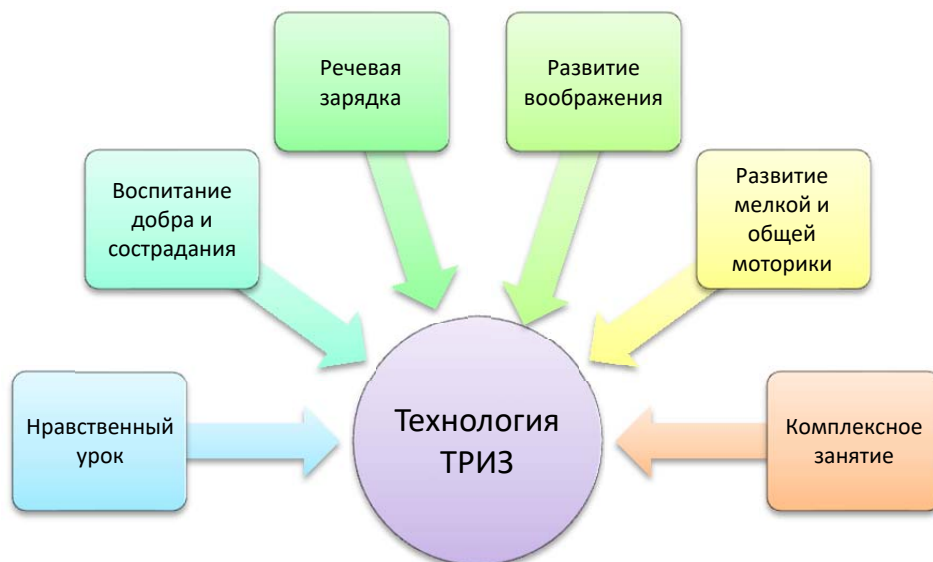 Речевая
зарядка
Развитие
воображения
Воспитание
добра и
сострадания
Развитие
мелкой и
общей
моторики
Нравственный
урок
Технология
ТРИЗ
Комплексное
занятие